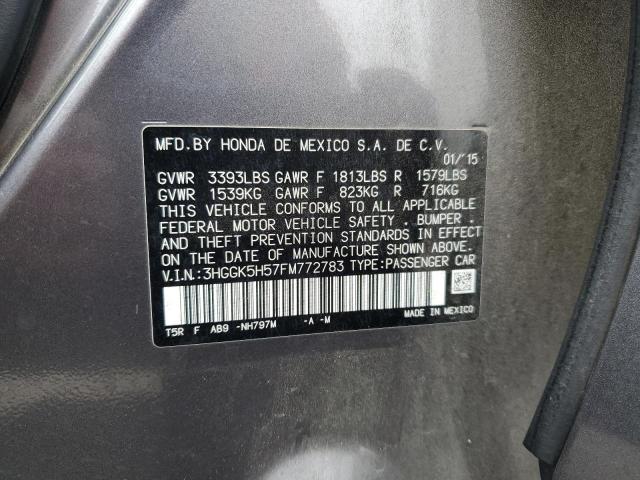 MFD.BY HONDA DE MEXICO S.A. DE C.V.
01/'15
GVWR 3393LBS GAWR F 1813LBS R 1579LBS
GVWR 1539KG GAWR F 823KG R 716KG
THIS VEHICLE CONFORMS TO ALL APPLICABLE
FEDERAL MOTOR VEHICLE SAFETY . BUMPER .
AND THEFT PREVENTION STANDARDS IN EFFECT
ON THE DATE OF MANUFACTURE SHOWN ABOVE.
V.I.N.:3HGGK5H57FM772783 TYPE:PASSENGER CAR
T5R F AB9 -NH797M -A -M MADE IN MEXICO